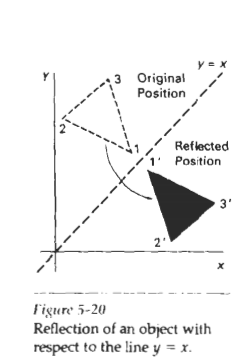 y = x
Y
3 Original
Position
2
1
Reflected
1' Position
3'
2'
x
Figure 5-20
Reflection of an object with
respect to the line y = x.